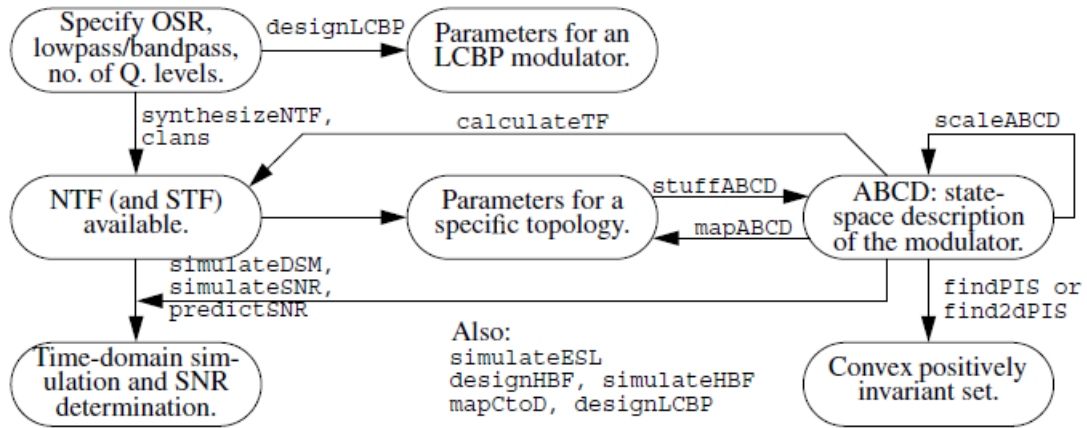 Specify OSR,
lowpass/bandpass,
no. of Q. levels.
designLCBP
Parameters for an
LCBP modulator.
synthesizeNTF,
clans
calculateTF
scaleABCD
NTF (and STF)
available.
Parameters for a
specific topology.
stuffABCD
mapABCD
ABCD: state-
space description
of the modulator.
simulateDSM,
simulateSNR,
predictSNR
findPIS or
find2dPIS
Time-domain sim-
ulation and SNR
determination.
Also:
simulateESL
designHBF, simulateHBF
mapCtoD, designLCBP
Convex positively
invariant set.